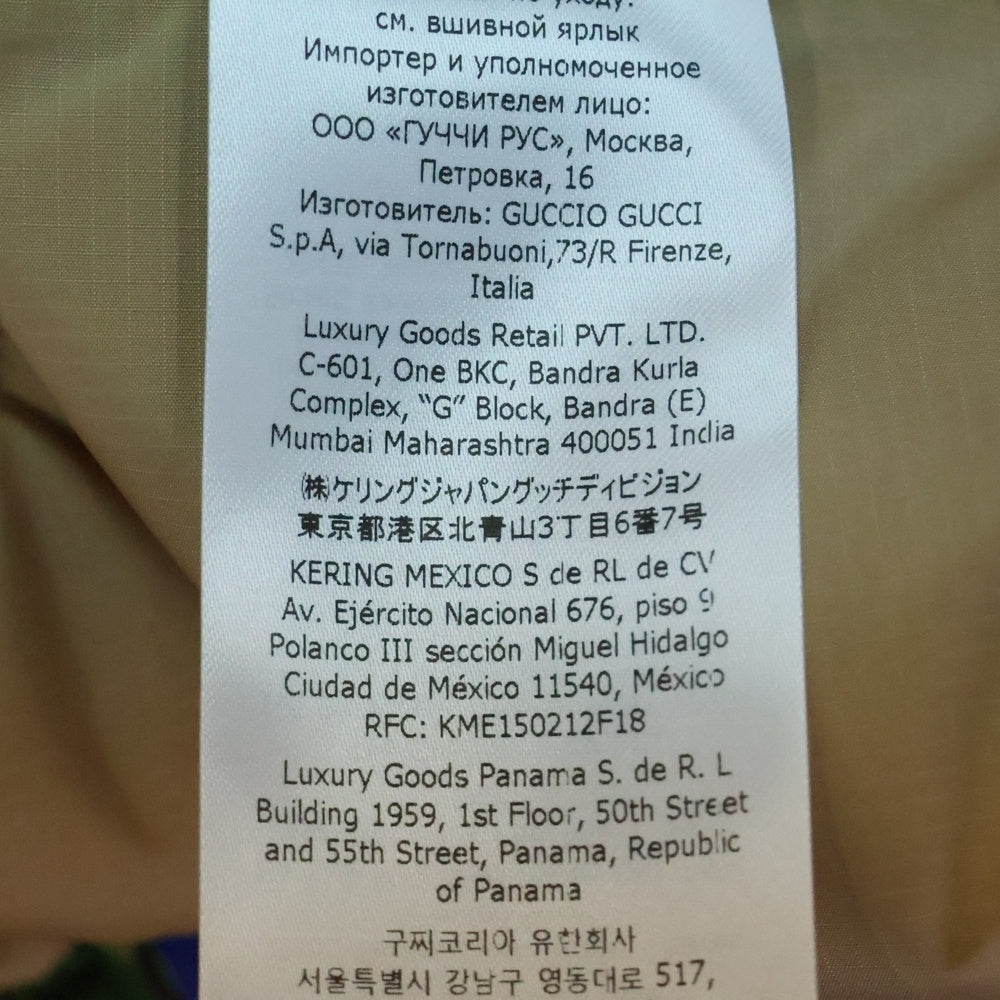 уходу:
см. вшивной ярлык
Импортер и уполномоченное
изготовителем лицо:
ООО «ГУЧЧИ РУС», Москва,
Петровка, 16
Изготовитель: GUCCIO GUCCI
S.p.A, via Tornabuoni,73/R Firenze,
Italia
Luxury Goods Retail PVT. LTD.
C-601, One BKC, Bandra Kurla
Complex, “G” Block, Bandra (E)
Mumbai Maharashtra 400051 India
㈱ケリングジャパングッチディビジョン
東京都港区北青山3丁目6番7号
KERING MEXICO S de RL de CV
Av. Ejército Nacional 676, piso 9
Polanco III sección Miguel Hidalgo
Ciudad de México 11540, México
RFC: KME150212F18
Luxury Goods Panama S. de R. L
Building 1959, 1st Floor, 50th Street
and 55th Street, Panama, Republic
of Panama
구찌코리아 유한회사
서울특별시 강남구 영동대로 517,